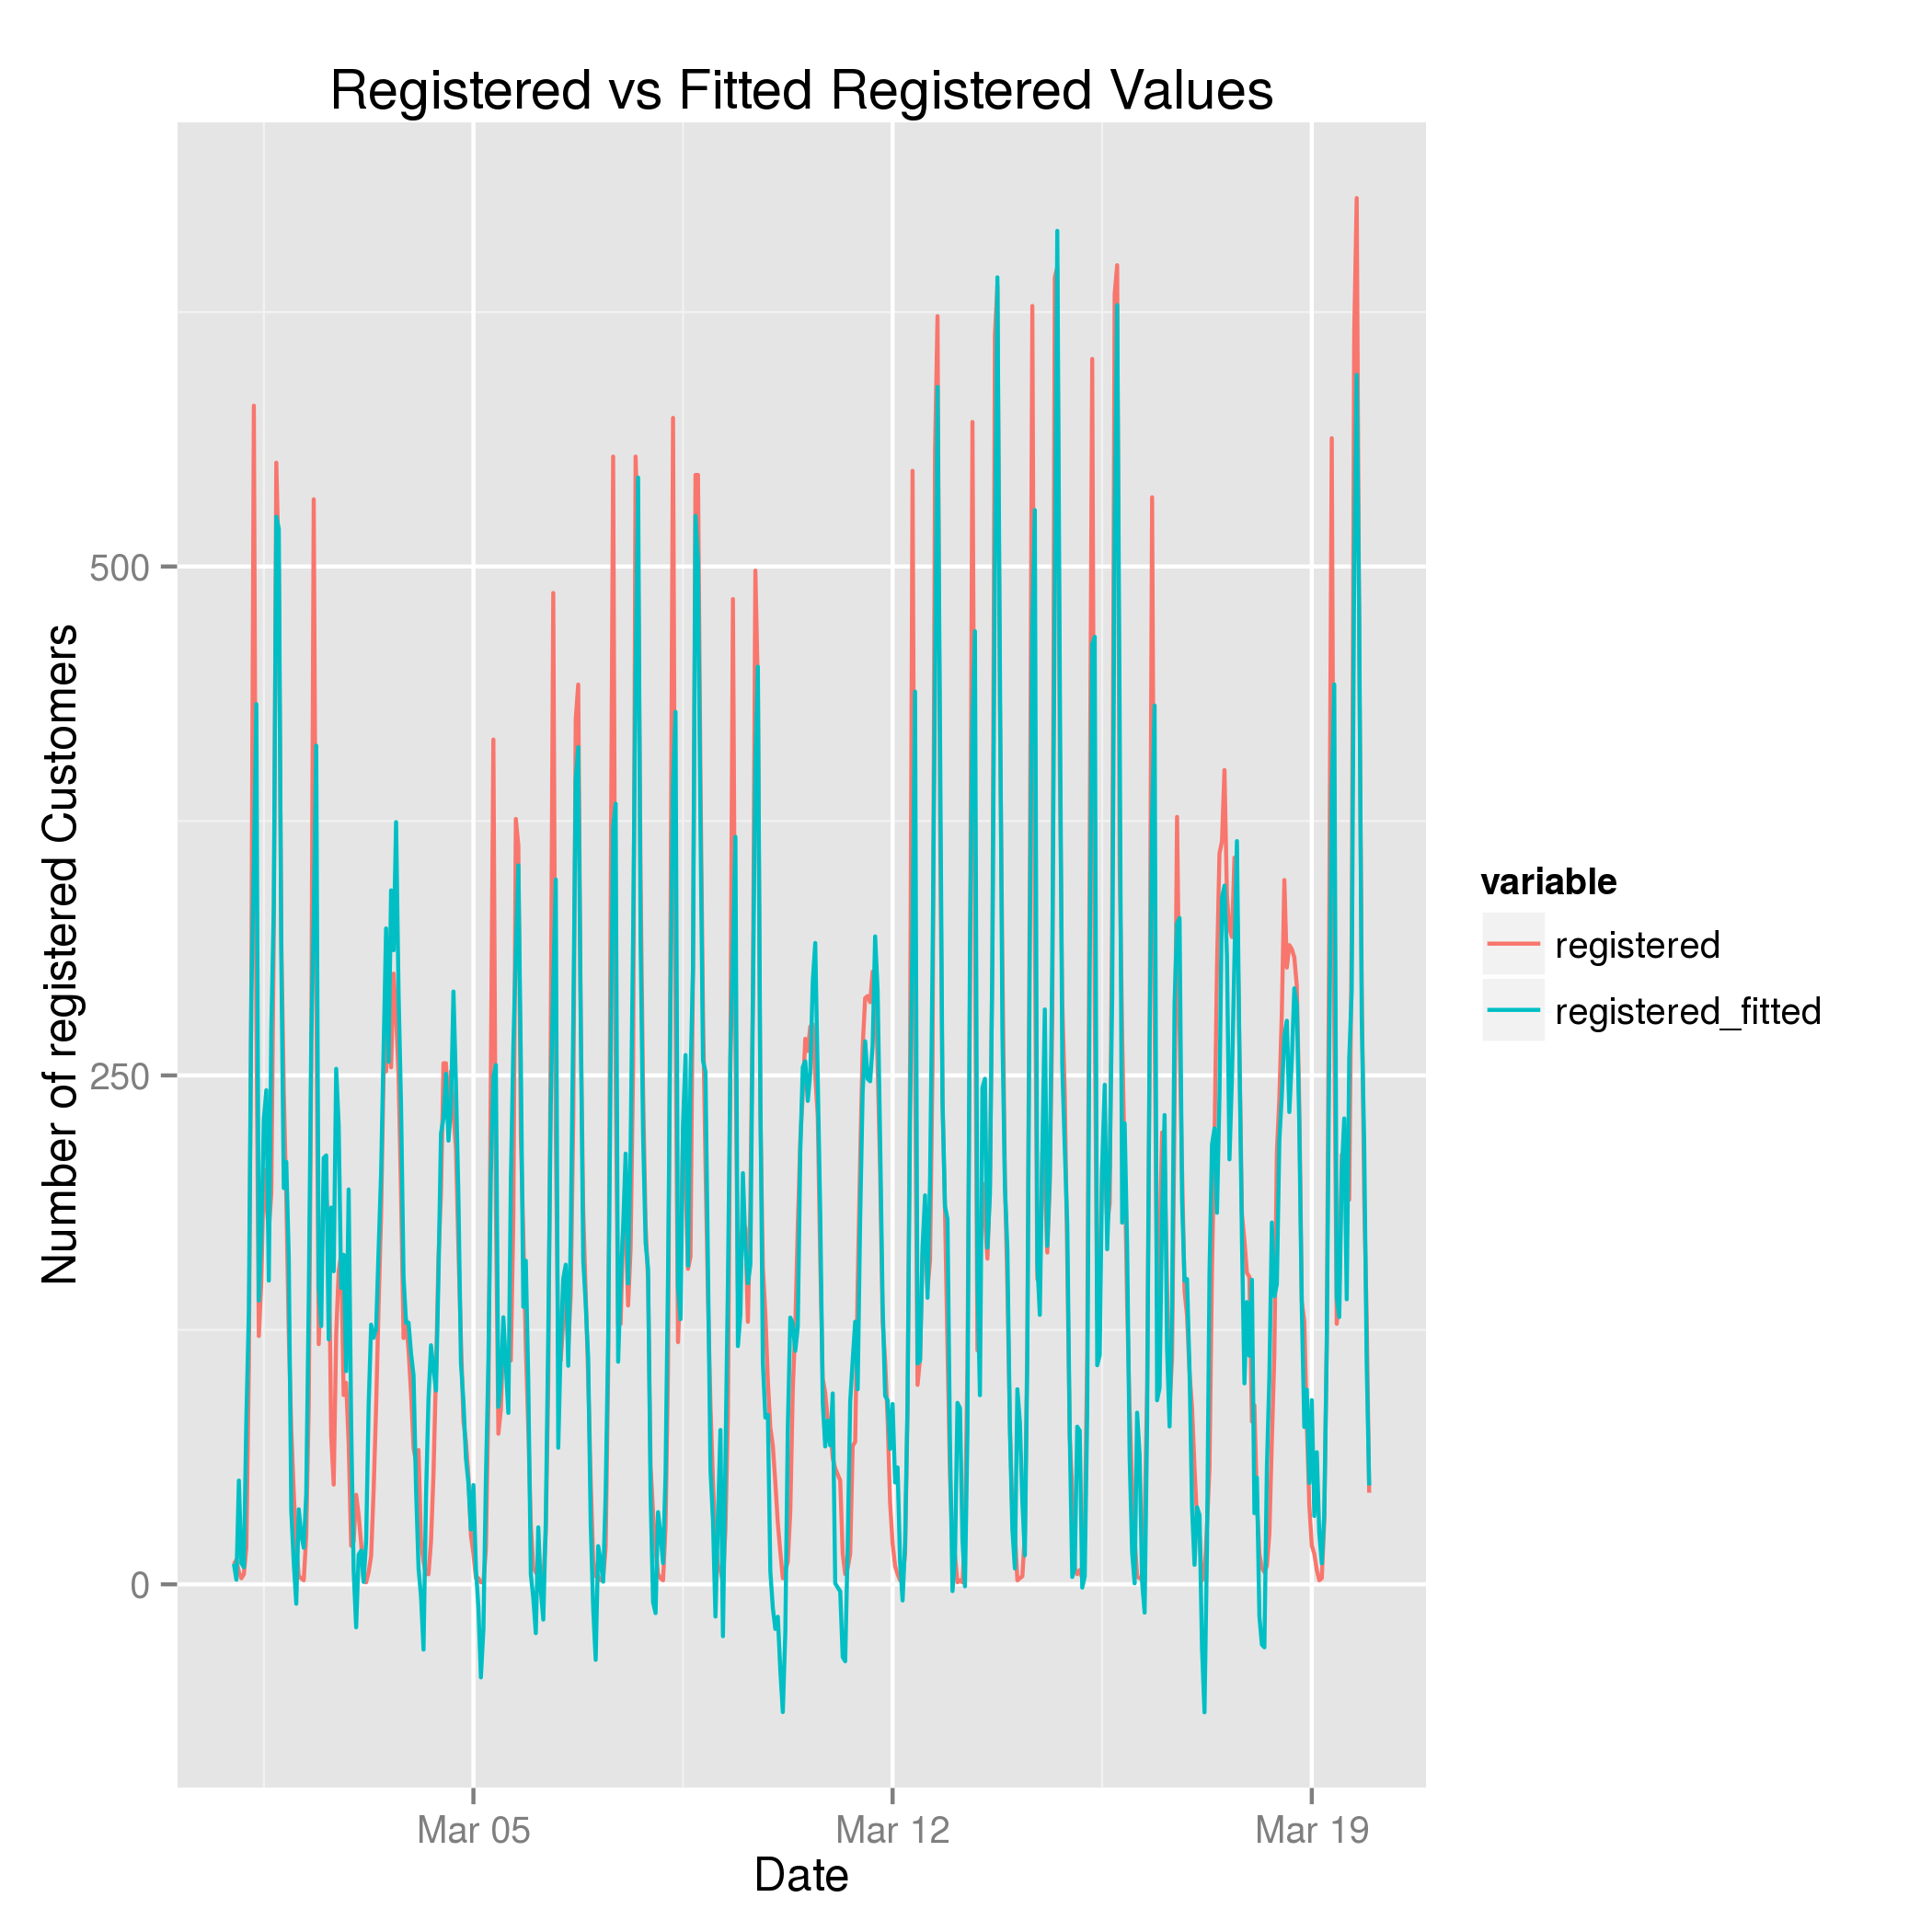 Registered vs Fitted Registered Values
Number of registered Customers
500
250
0
Mar 05
Mar 12
Mar 19
Date
variable
registered
registered_fitted